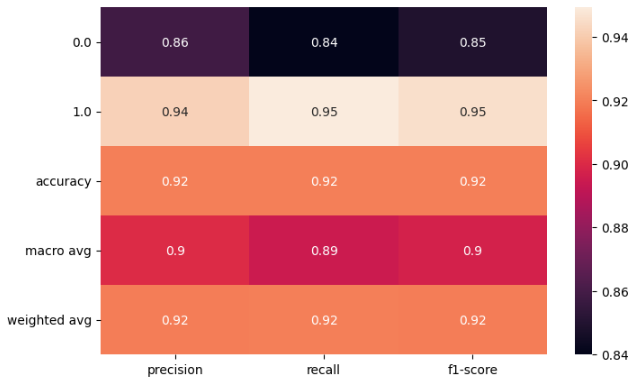 0.0 0.86 0.84 0.85
1.0 0.94 0.95 0.95
accuracy 0.92 0.92 0.92
macro avg 0.9 0.89 0.9
weighted avg 0.92 0.92 0.92
precision recall f1-score
0.94
0.92
0.90
0.88
0.86
0.84